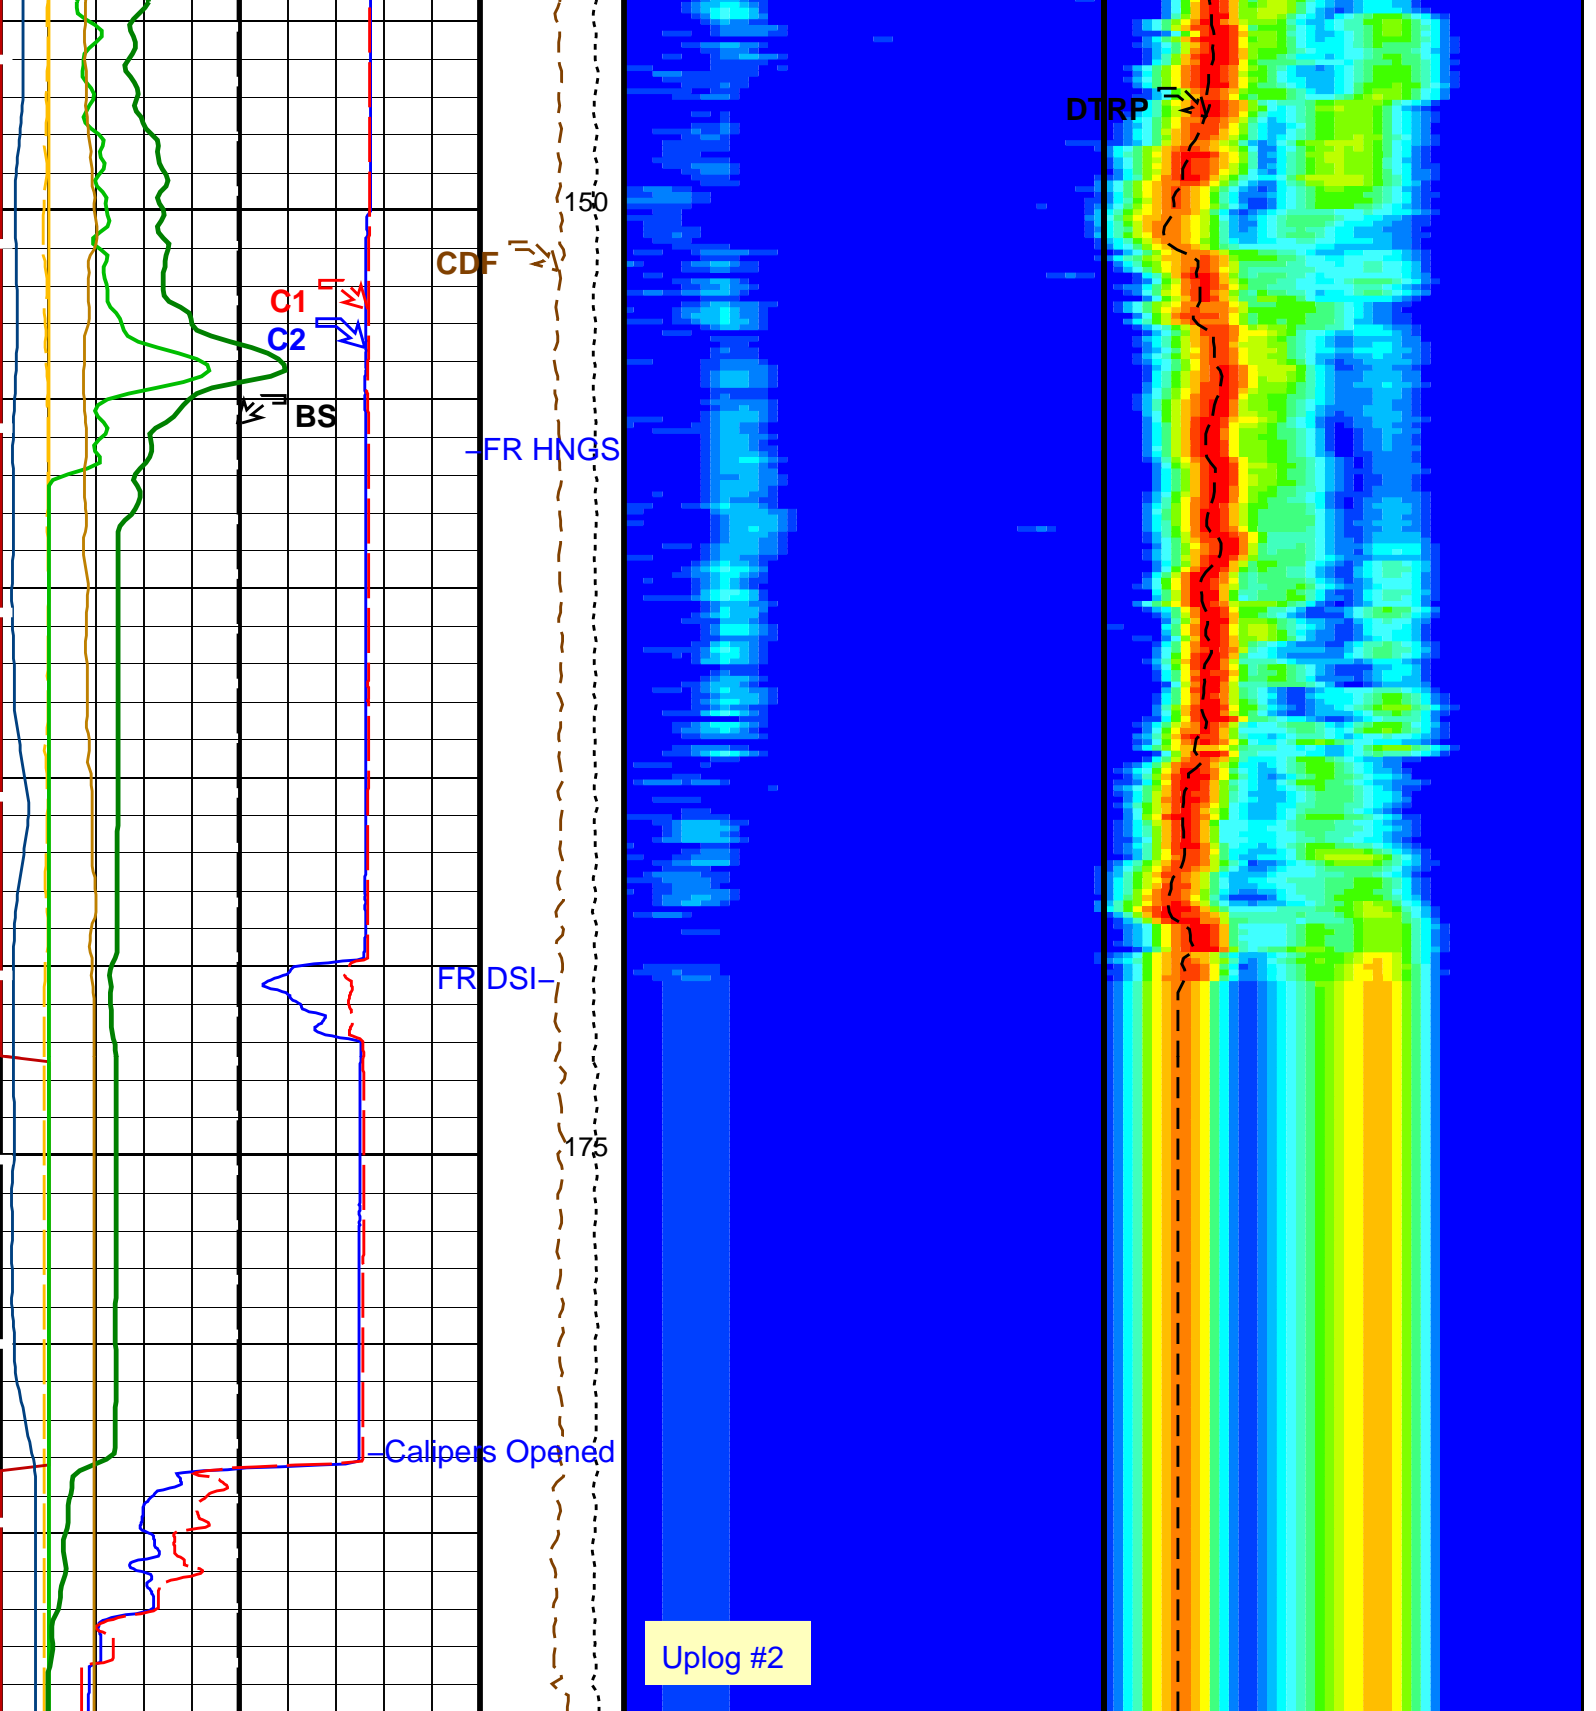 DTRP
150
CDF
C1
C2
BS
–FR HNGS
FR DSI–
175
–Calipers Opened
Uplog #2